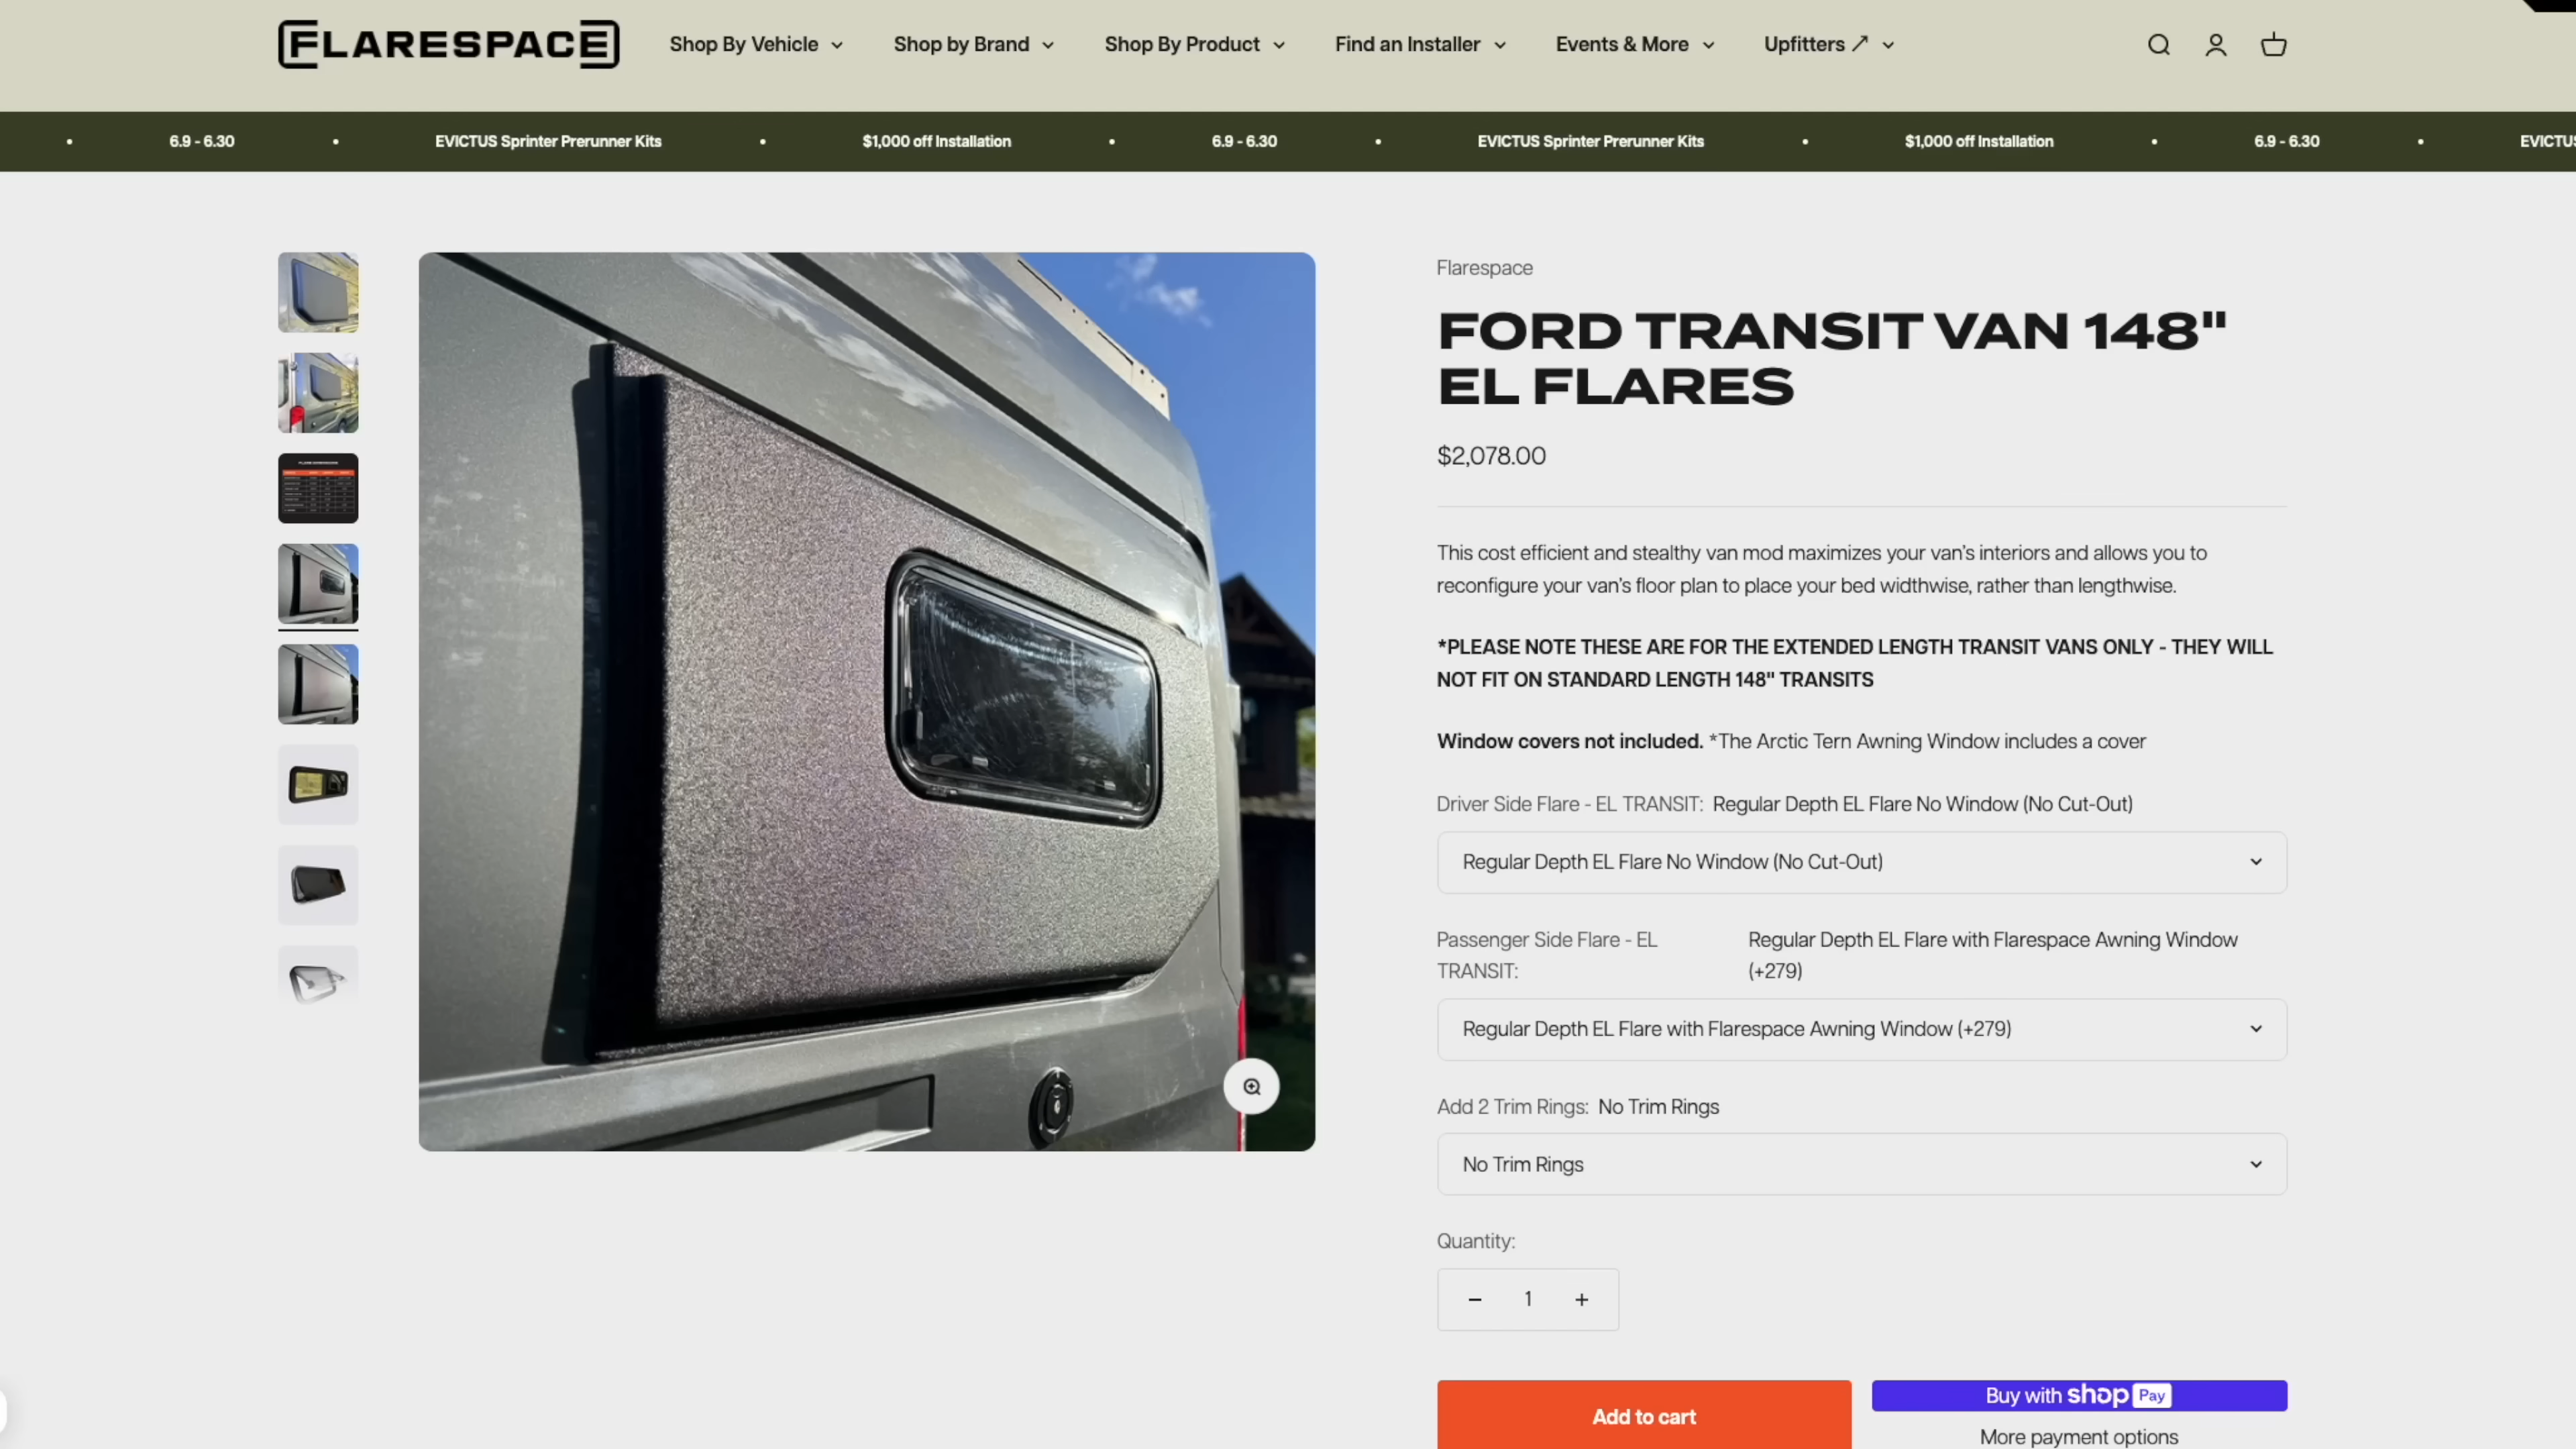 FLARESPACE
Shop By Vehicle
Shop by Brand
Shop By Product
Find an Installer
Events & More
Upfitters ↗
• 6.9 - 6.30 • EVICTUS Sprinter Prerunner Kits • $1,000 off Installation • 6.9 - 6.30 • EVICTUS Sprinter Prerunner Kits • $1,000 off Installation • 6.9 - 6.30 • EVICTUS
Flarespace
FORD TRANSIT VAN 148"
EL FLARES
$2,078.00
This cost efficient and stealthy van mod maximizes your van's interiors and allows you to
reconfigure your van's floor plan to place your bed widthwise, rather than lengthwise.
*PLEASE NOTE THESE ARE FOR THE EXTENDED LENGTH TRANSIT VANS ONLY - THEY WILL
NOT FIT ON STANDARD LENGTH 148" TRANSITS
Window covers not included. *The Arctic Tern Awning Window includes a cover
Driver Side Flare - EL TRANSIT: Regular Depth EL Flare No Window (No Cut-Out)
Regular Depth EL Flare No Window (No Cut-Out)
Passenger Side Flare - EL
TRANSIT:
Regular Depth EL Flare with Flarespace Awning Window
(+279)
Regular Depth EL Flare with Flarespace Awning Window (+279)
Add 2 Trim Rings: No Trim Rings
No Trim Rings
Quantity:
− 1 +
Add to cart
Buy with shop Pay
More payment options